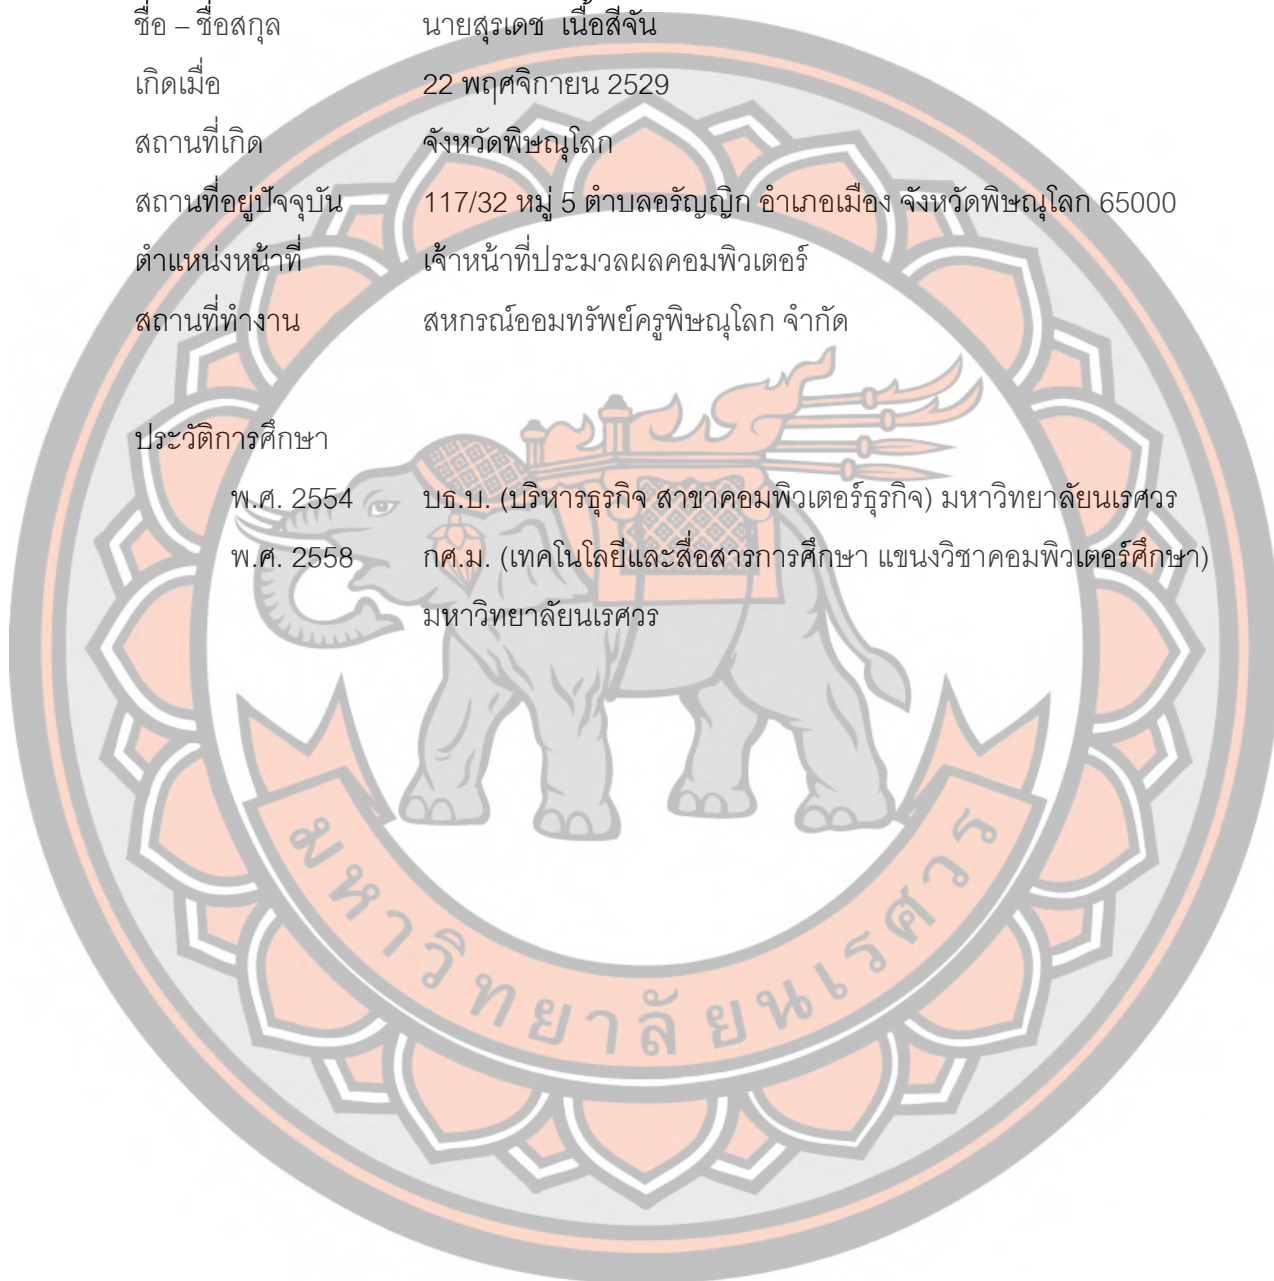 ชื่อ – ชื่อสกุล นายสุรเดช เนื้อสีจัน
เกิดเมื่อ 22 พฤศจิกายน 2529
สถานที่เกิด จังหวัดพิษณุโลก
สถานที่อยู่ปัจจุบัน 117/32 หมู่ 5 ตำบลอรัญญิก อำเภอเมือง จังหวัดพิษณุโลก 65000
ตำแหน่งหน้าที่ เจ้าหน้าที่ประมวลผลคอมพิวเตอร์
สถานที่ทำงาน สหกรณ์ออมทรัพย์ครูพิษณุโลก จำกัด
ประวัติการศึกษา
พ.ศ. 2554 บธ.บ. (บริหารธุรกิจ สาขาคอมพิวเตอร์ธุรกิจ) มหาวิทยาลัยนเรศวร
พ.ศ. 2558 กศ.ม. (เทคโนโลยีและสื่อสารการศึกษา แขนงวิชาคอมพิวเตอร์ศึกษา)
มหาวิทยาลัยนเรศวร
มหาวิทยาลัยนเรศวร